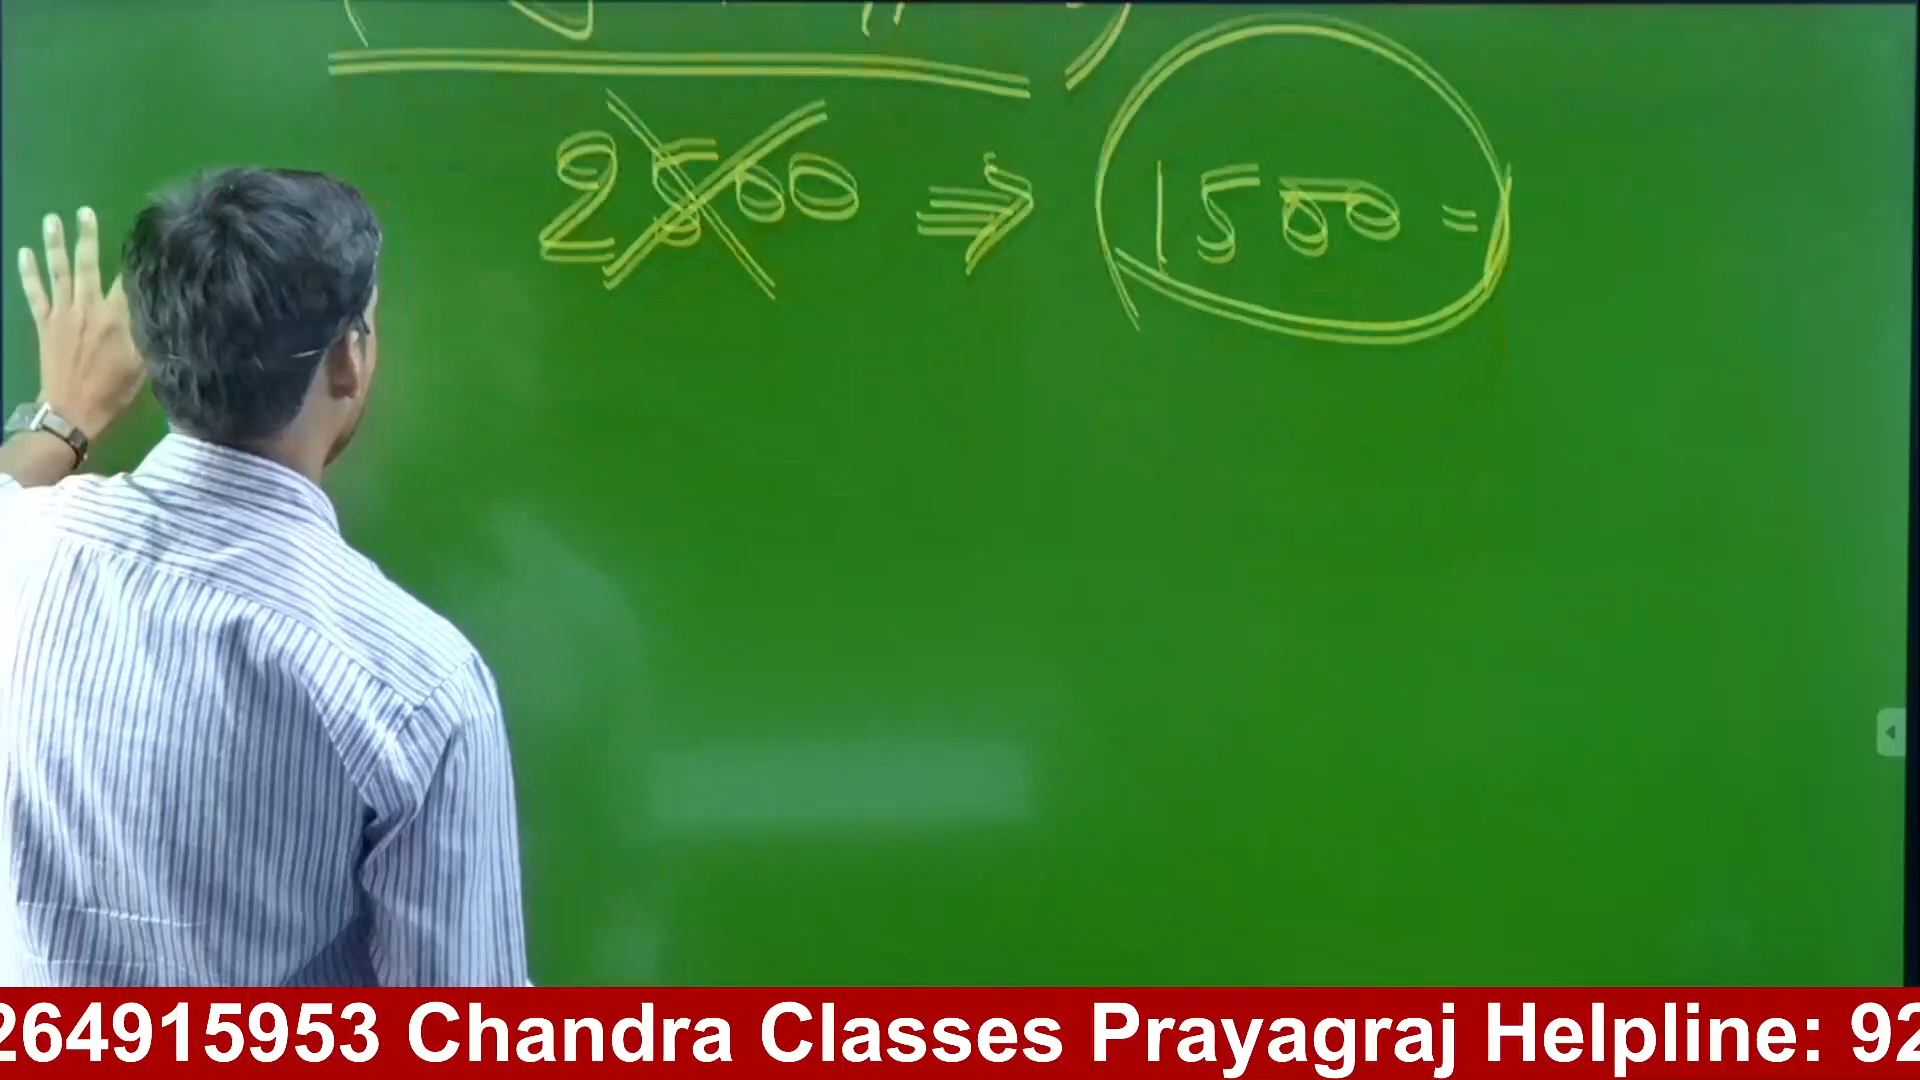 2500 ⇒ 1500 =
264915953 Chandra Classes Prayagraj Helpline: 92